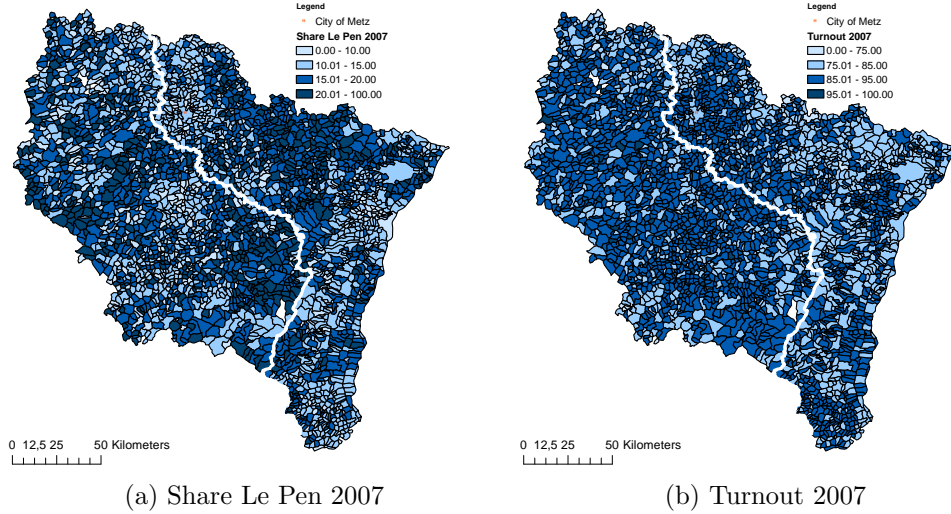 Legend
City of Metz
Share Le Pen 2007
0.00 - 10.00
10.01 - 15.00
15.01 - 20.00
20.01 - 100.00
0 12,5 25 50 Kilometers
(a) Share Le Pen 2007
Legend
City of Metz
Turnout 2007
0.00 - 75.00
75.01 - 85.00
85.01 - 95.00
95.01 - 100.00
0 12,5 25 50 Kilometers
(b) Turnout 2007